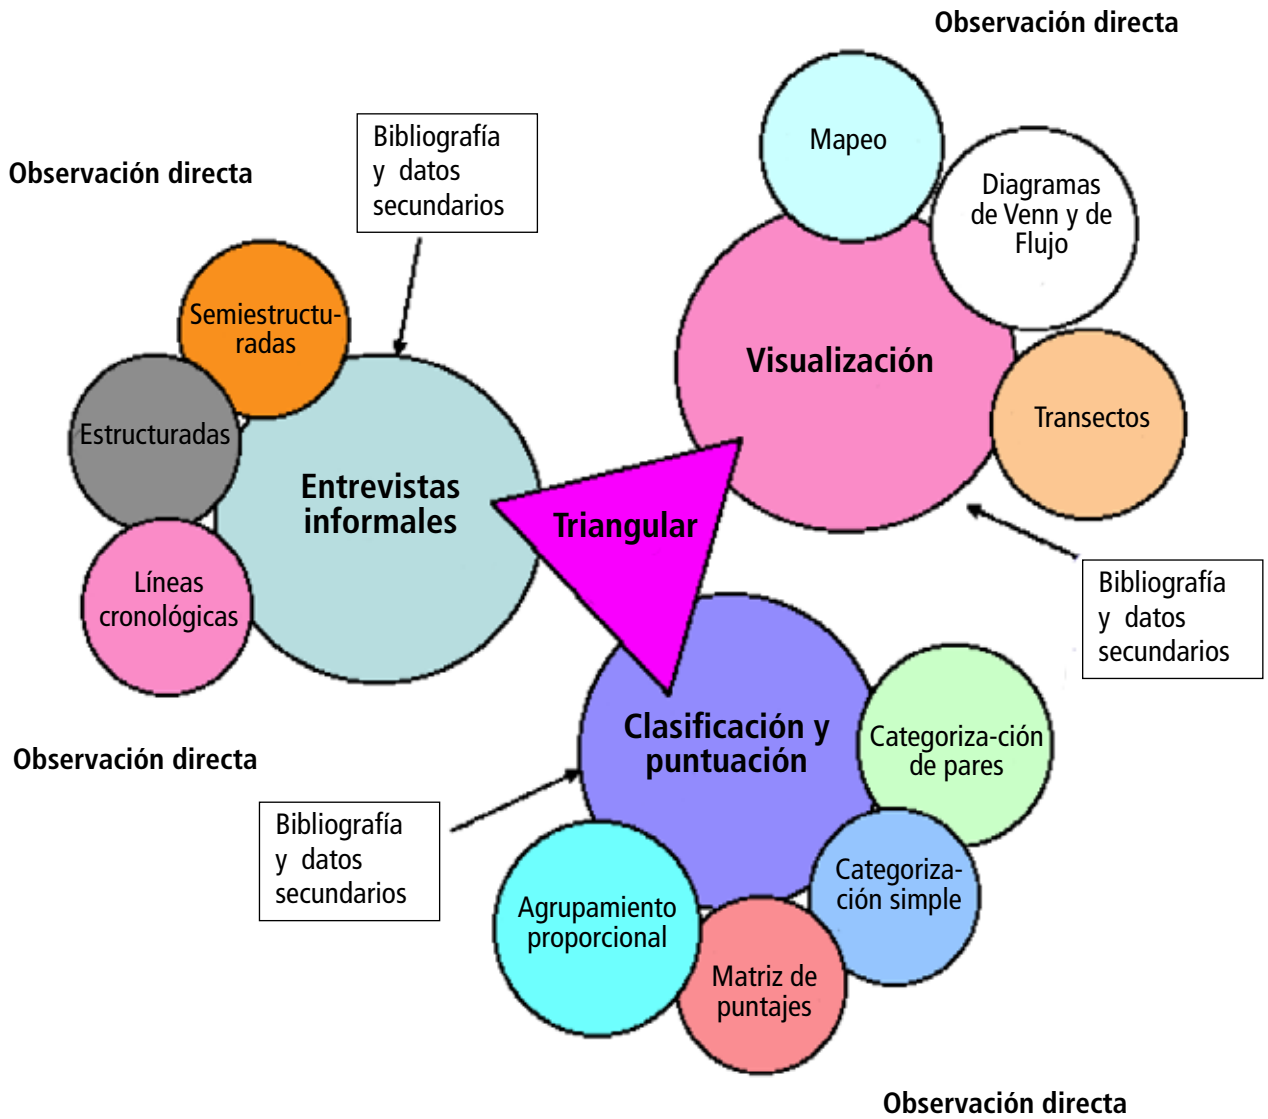 Observación directa
Mapeo
Diagramas
de Venn y de
Flujo
Visualización
Transectos
Bibliografía
y datos
secundarios
Observación directa
Bibliografía
y datos
secundarios
Semiestructu-
radas
Estructuradas
Líneas
cronológicas
Entrevistas
informales
Triangular
Observación directa
Clasificación y
puntuación
Bibliografía
y datos
secundarios
Categoriza-ción
de pares
Categoriza-
ción simple
Matriz de
puntajes
Agrupamiento
proporcional
Observación directa